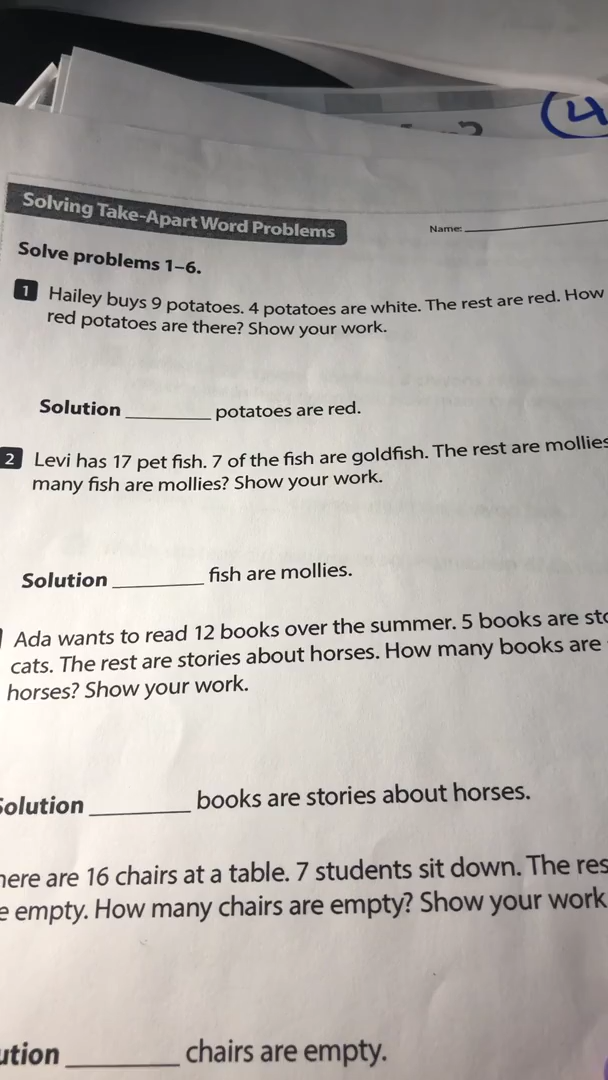 4
Solving Take-Apart Word Problems
Name:
Solve problems 1–6.
1 Hailey buys 9 potatoes. 4 potatoes are white. The rest are red. How
red potatoes are there? Show your work.
Solution ________ potatoes are red.
2 Levi has 17 pet fish. 7 of the fish are goldfish. The rest are mollies
many fish are mollies? Show your work.
Solution ________ fish are mollies.
Ada wants to read 12 books over the summer. 5 books are sto
cats. The rest are stories about horses. How many books are
horses? Show your work.
Solution ________ books are stories about horses.
here are 16 chairs at a table. 7 students sit down. The res
e empty. How many chairs are empty? Show your work
ution ________ chairs are empty.